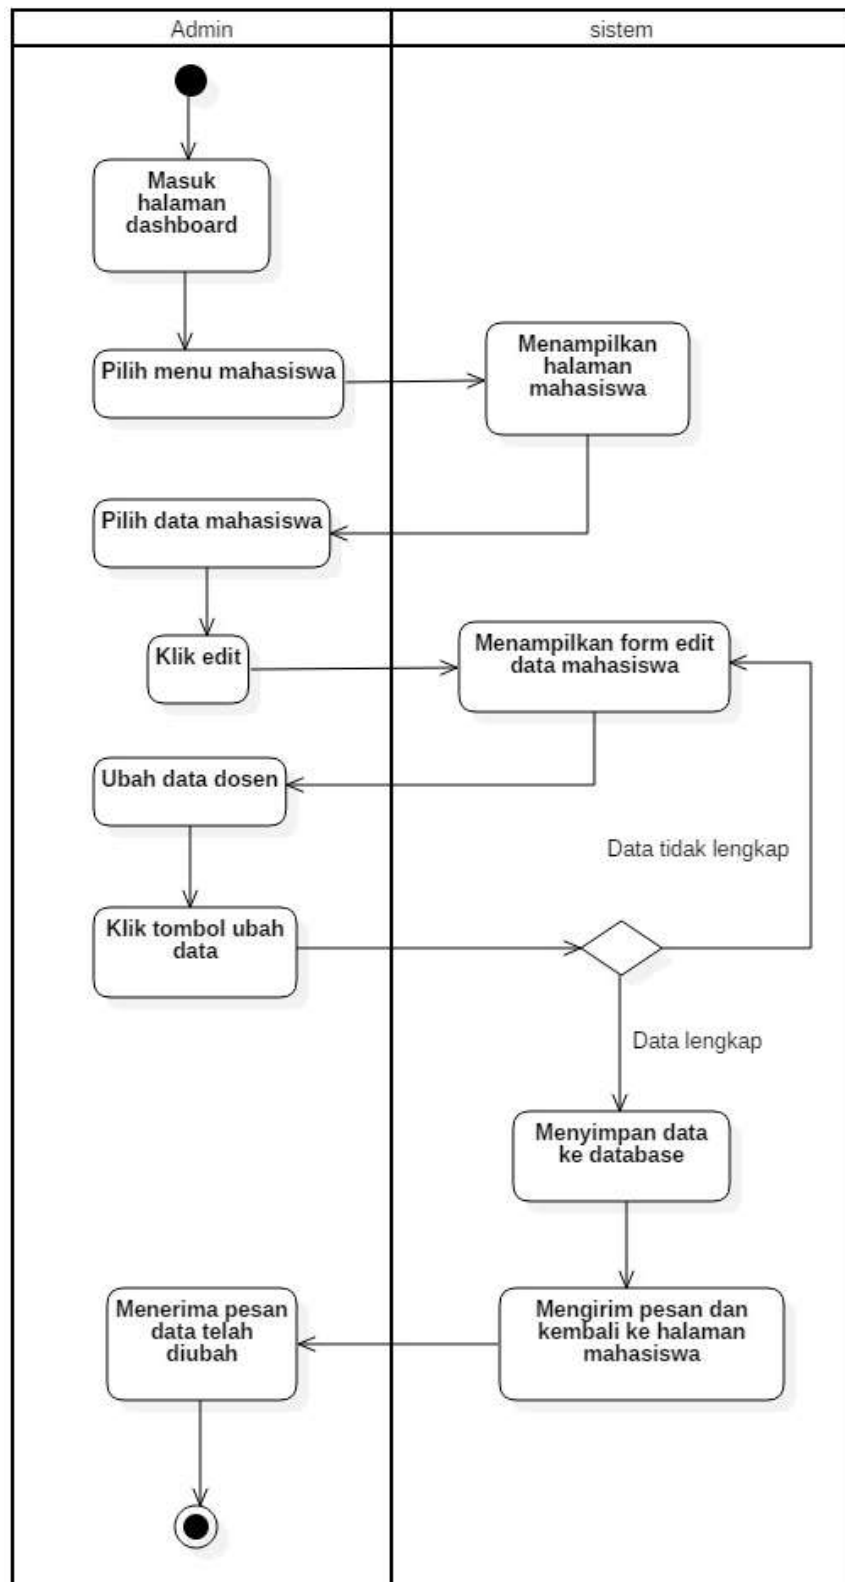 Admin
sistem
Masuk
halaman
dashboard
Pilih menu mahasiswa
Menampilkan
halaman
mahasiswa
Pilih data mahasiswa
Klik edit
Menampilkan form edit
data mahasiswa
Ubah data dosen
Data tidak lengkap
Klik tombol ubah
data
Data lengkap
Menyimpan data
ke database
Mengirim pesan dan
kembali ke halaman
mahasiswa
Menerima pesan
data telah
diubah